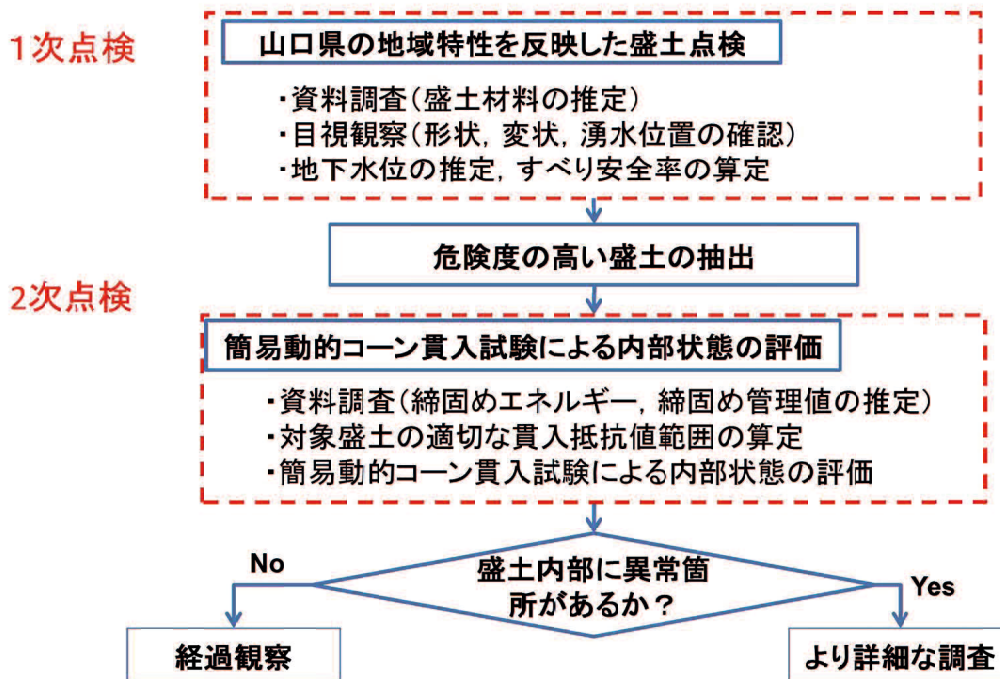 1次点検
山口県の地域特性を反映した盛土点検
・資料調査(盛土材料の推定)
・目視観察(形状, 変状, 湧水位置の確認)
・地下水位の推定, すべり安全率の算定
危険度の高い盛土の抽出
2次点検
簡易動的コーン貫入試験による内部状態の評価
・資料調査(締固めエネルギー, 締固め管理値の推定)
・対象盛土の適切な貫入抵抗値範囲の算定
・簡易動的コーン貫入試験による内部状態の評価
盛土内部に異常箇
所があるか？
No
Yes
経過観察
より詳細な調査